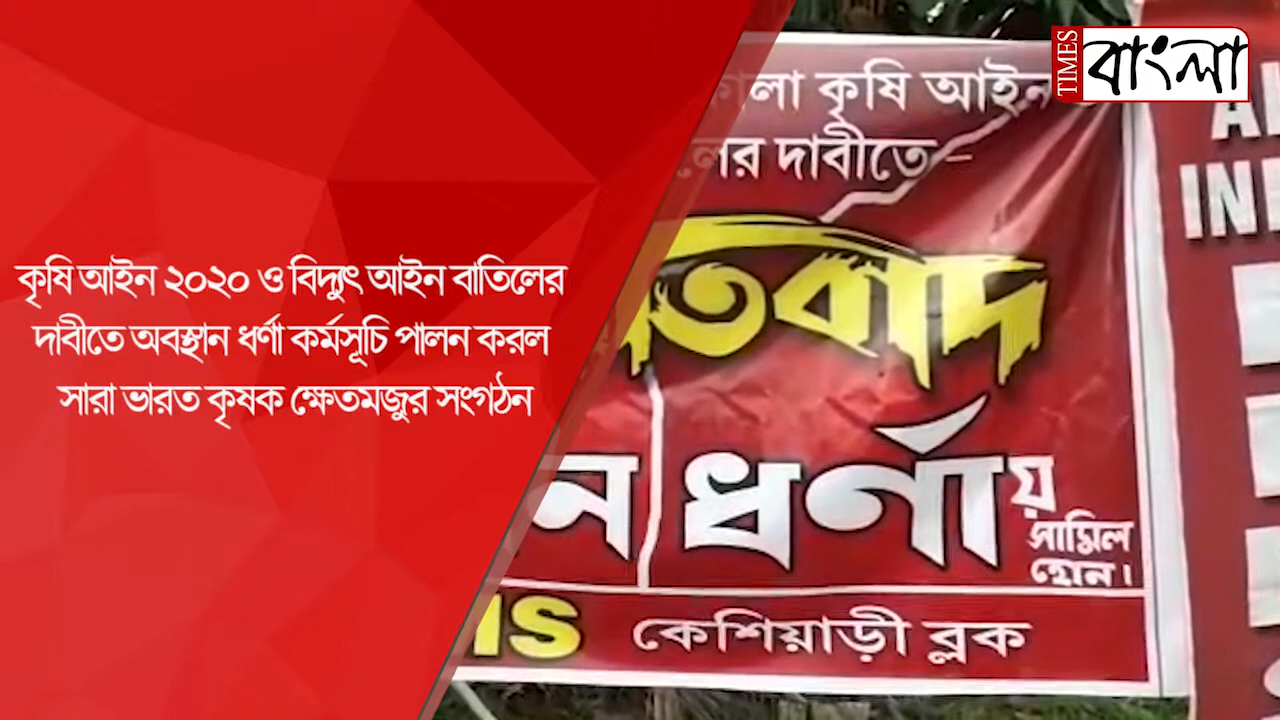 TIMES বাংলা
কৃষি আইন ২০২০ ও বিদ্যুৎ আইন বাতিলের
দাবীতে অবস্থান ধর্ণা কর্মসূচি পালন করল
সারা ভারত কৃষক ক্ষেতমজুর সংগঠন
কৃষি আইন
দাবীতে
ধর্ণায়
সামিল
হোন।
কেশিয়াড়ী ব্লক